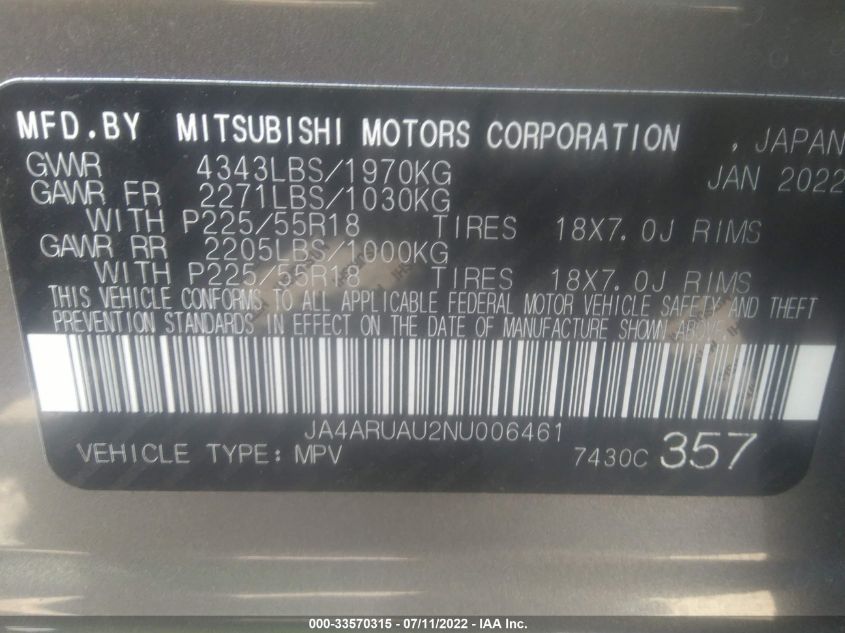 MFD.BY MITSUBISHI MOTORS CORPORATION , JAPAN
GVWR 4343LBS/1970KG JAN 2022
GAWR FR 2271LBS/1030KG
WITH P225/55R18 TIRES 18X7.0J RIMS
GAWR RR 2205LBS/1000KG
WITH P225/55R18 TIRES 18X7.0J RIMS
THIS VEHICLE CONFORMS TO ALL APPLICABLE FEDERAL MOTOR VEHICLE SAFETY AND THEFT
PREVENTION STANDARDS IN EFFECT ON THE DATE OF MANUFACTURE SHOWN ABOVE.
JA4ARUAU2NU006461
VEHICLE TYPE: MPV 7430C 357
000-33570315 - 07/11/2022 - IAA Inc.